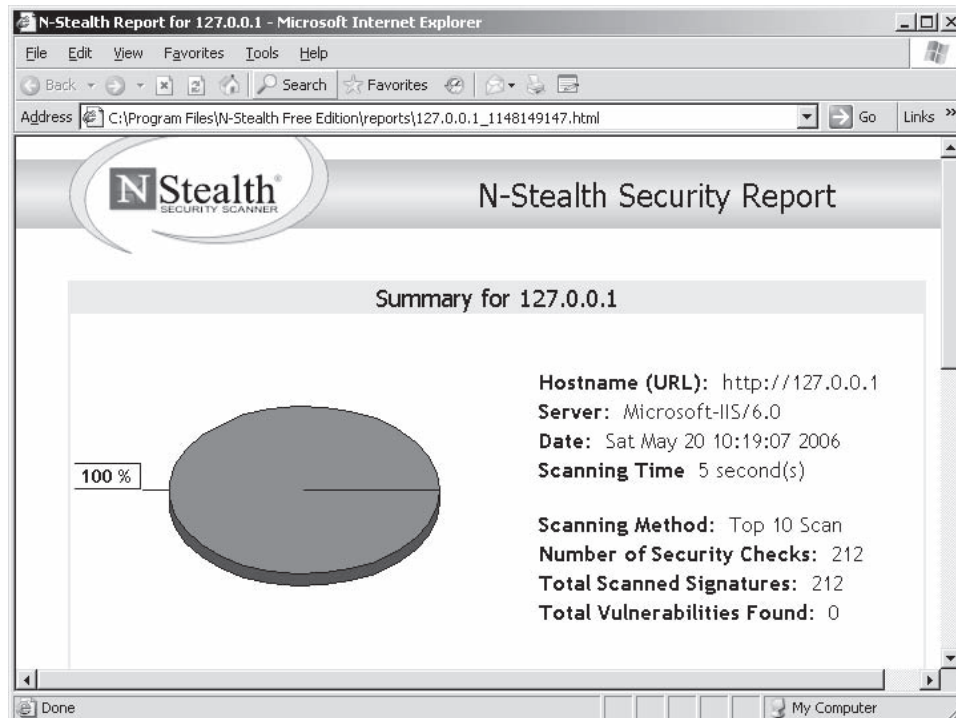 N-Stealth Report for 127.0.0.1 - Microsoft Internet Explorer
File Edit View Favorites Tools Help
Back Search Favorites
Address C:\Program Files\N-Stealth Free Edition\reports\127.0.0.1_1148149147.html Go Links »
N Stealth®
SECURITY SCANNER
N-Stealth Security Report
Summary for 127.0.0.1
Hostname (URL): http://127.0.0.1
Server: Microsoft-IIS/6.0
Date: Sat May 20 10:19:07 2006
Scanning Time 5 second(s)
100 %
Scanning Method: Top 10 Scan
Number of Security Checks: 212
Total Scanned Signatures: 212
Total Vulnerabilities Found: 0
Done My Computer